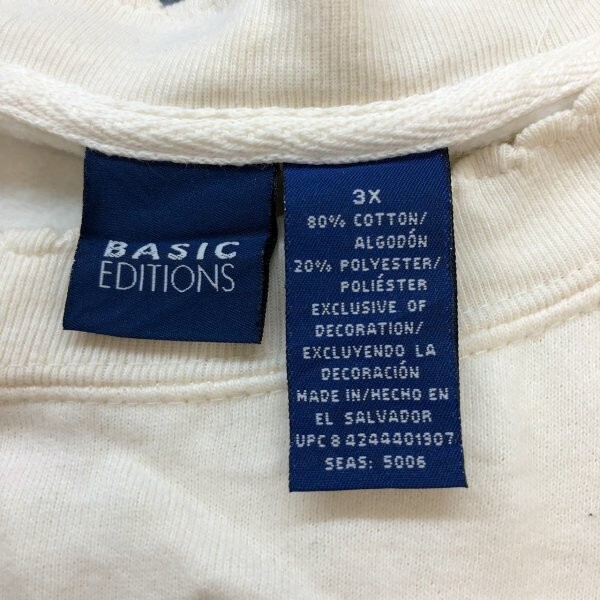 BASIC
EDITIONS
3X
80% COTTON/
ALGODÓN
20% POLYESTER/
POLIÉSTER
EXCLUSIVE OF
DECORATION/
EXCLUYENDO LA
DECORACIÓN
MADE IN/HECHO EN
EL SALVADOR
UPC 8 4244401907
SEAS: 5006